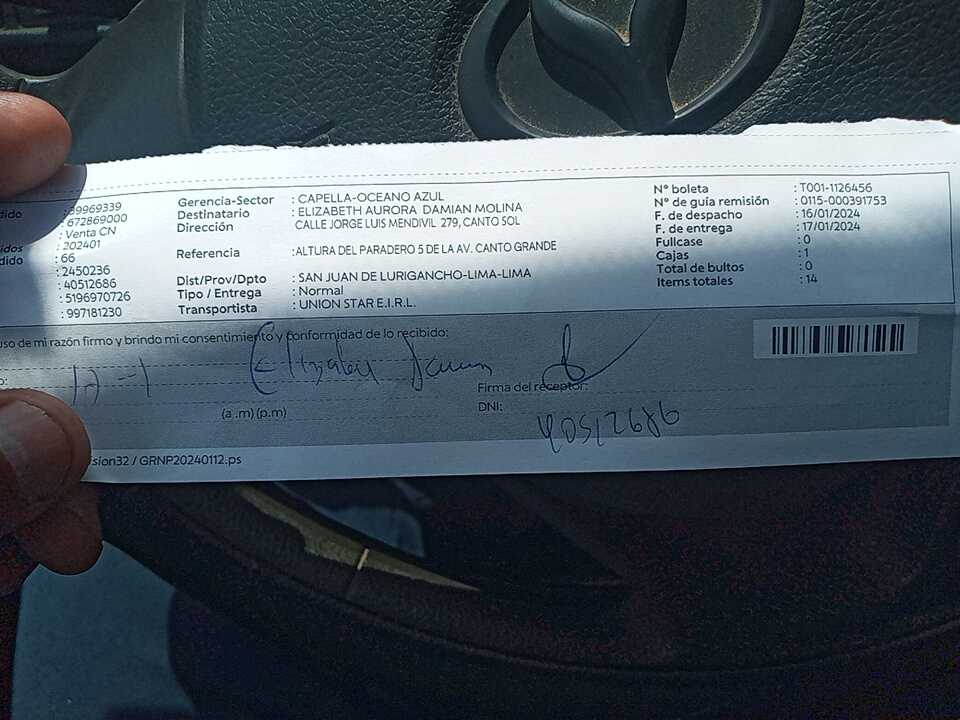 dido : 39969339
: 672869000
: Venta CN
idos : 202401
dido : 66
: 2450236
: 40512686
: 5196970726
: 997181230
Gerencia-Sector : CAPELLA-OCEANO AZUL
Destinatario : ELIZABETH AURORA DAMIAN MOLINA
Dirección CALLE JORGE LUIS MENDIVIL 279, CANTO SOL
Referencia : ALTURA DEL PARADERO 5 DE LA AV. CANTO GRANDE
Dist/Prov/Dpto : SAN JUAN DE LURIGANCHO-LIMA-LIMA
Tipo / Entrega : Normal
Transportista : UNION STAR E.I.R.L.
N° boleta : T001-1126456
N° de guía remisión : 0115-000391753
F. de despacho : 16/01/2024
F. de entrega : 17/01/2024
Fullcase : 0
Cajas : 1
Total de bultos : 0
Items totales : 14
uso de mi razón firmo y brindo mi consentimiento y conformidad de lo recibido:
(a .m) (p.m)
Firma del receptor:
DNI: 40512686
sion32 / GRNP20240112.ps